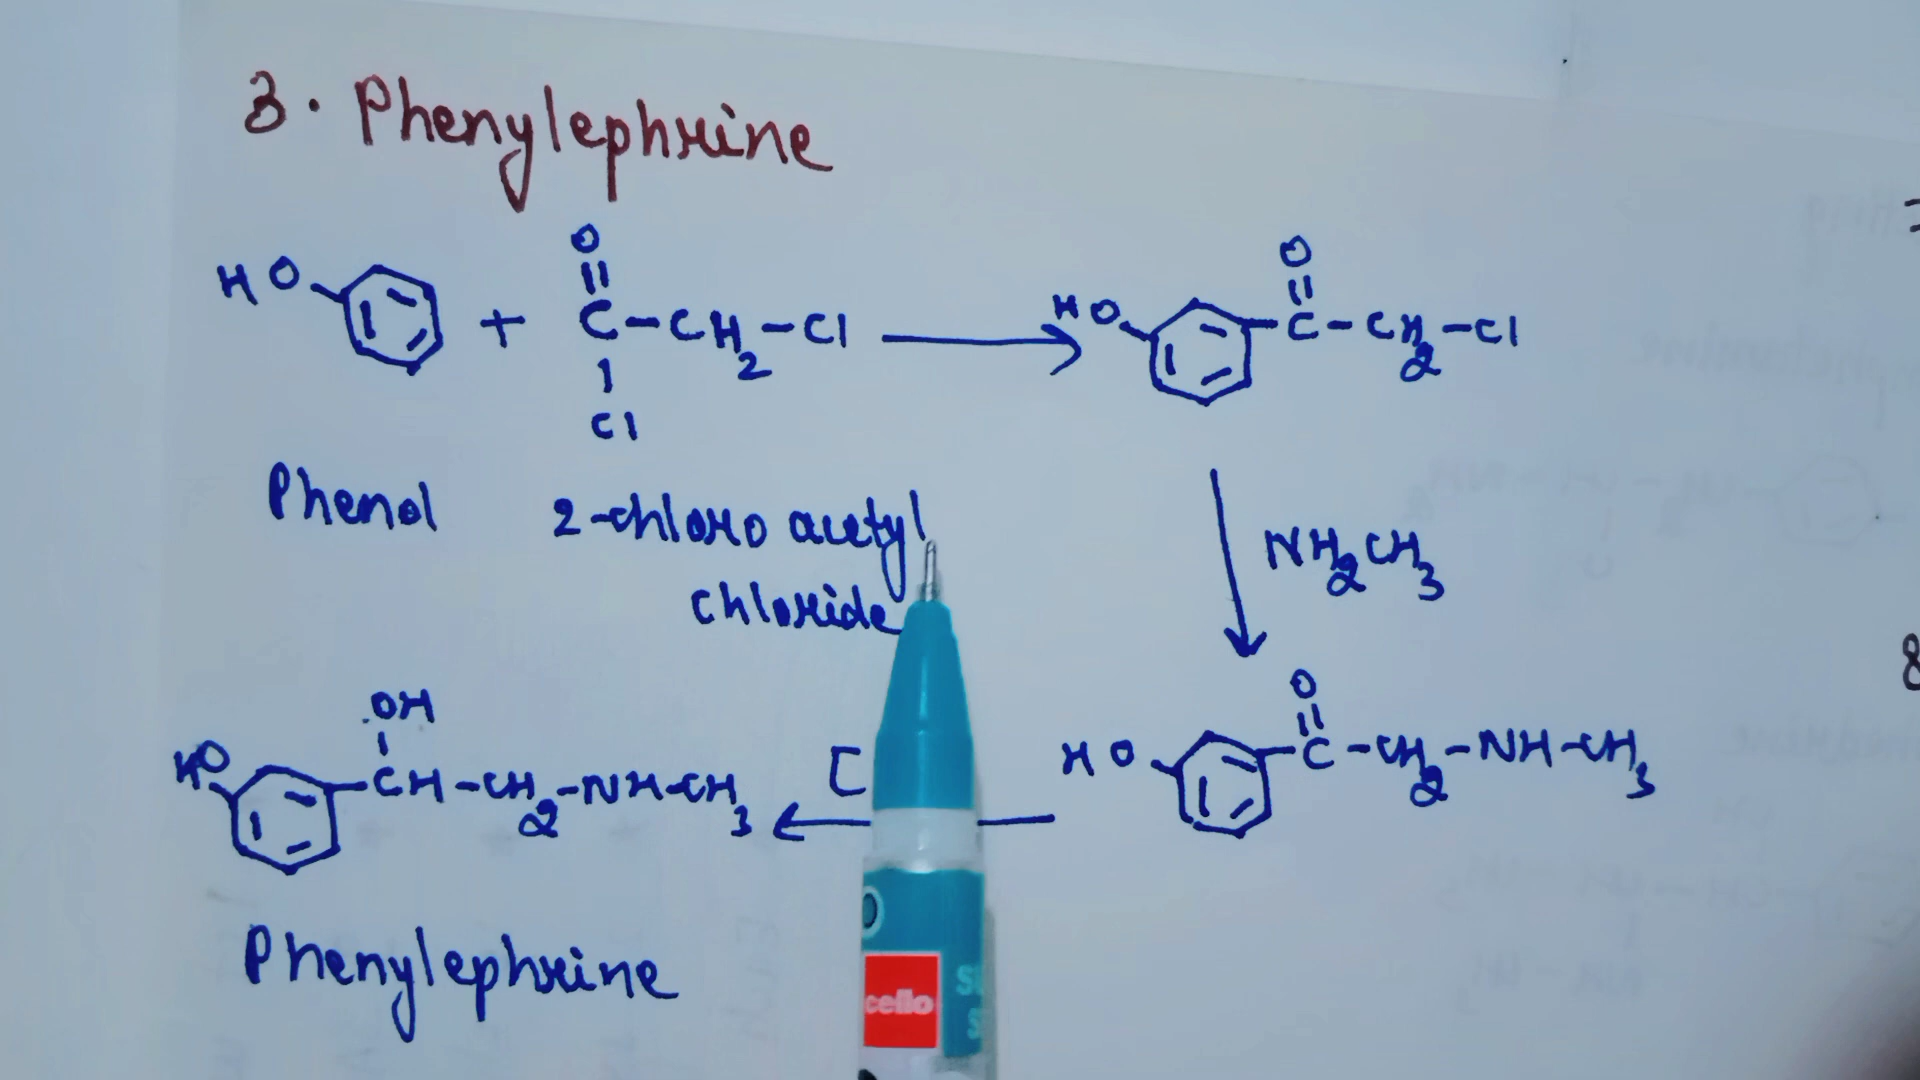 3. Phenylephrine
HO + O=C(Cl)-CH2-Cl → HO C(=O)-CH2-Cl
Phenol 2-chloro acetyl
chloride
NH2CH3
HO C(=O)-CH2-NH-CH3
HO CH(OH)-CH2-NH-CH3
Phenylephrine
cello